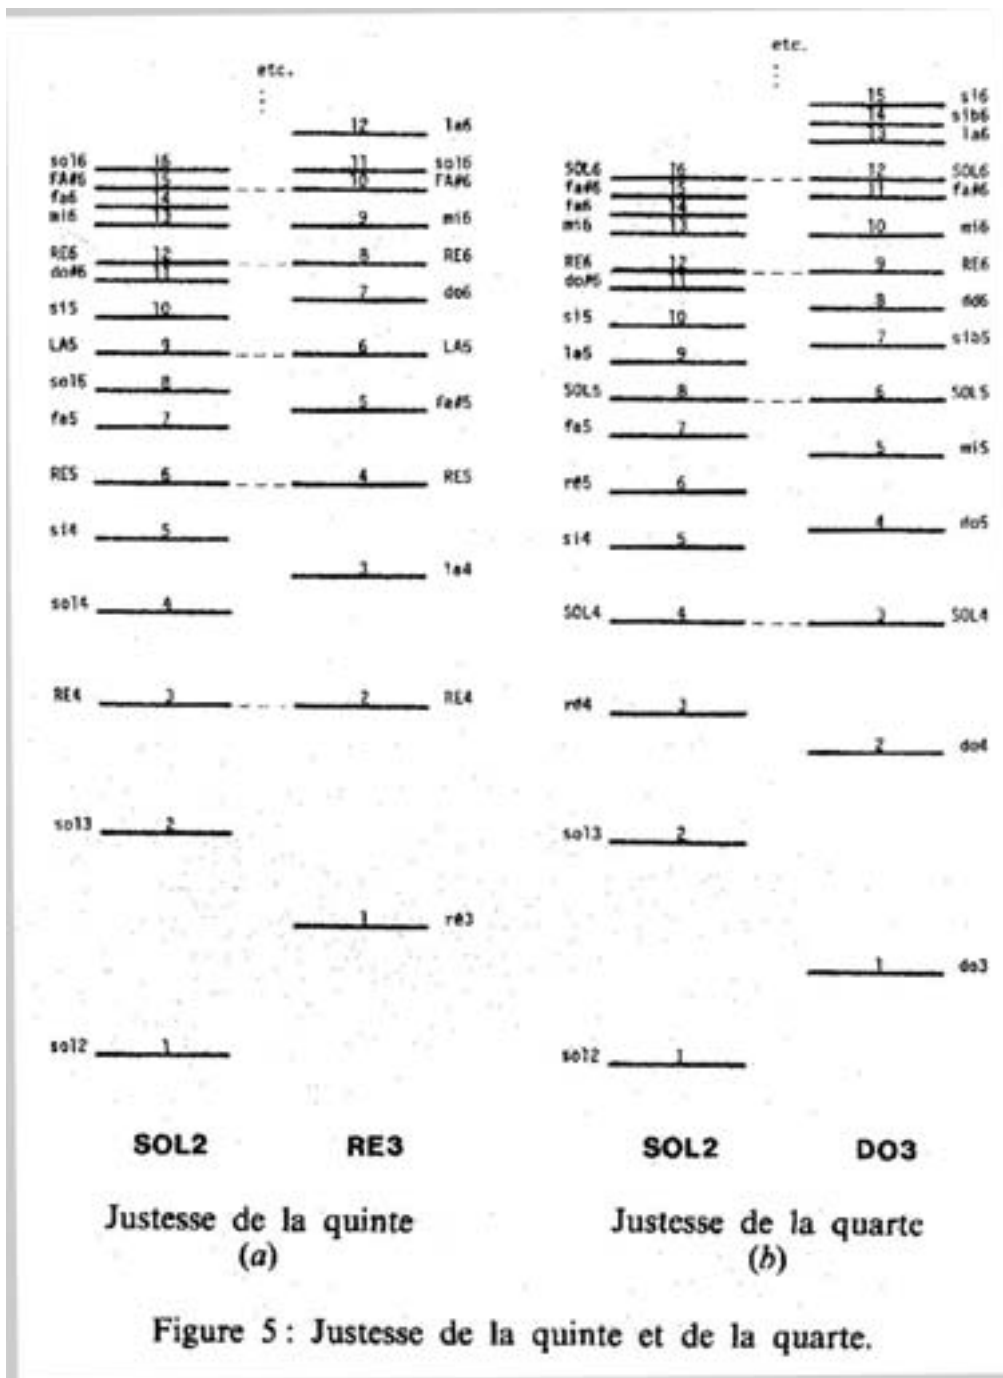 etc.
12 la6
sol6 16 11 sol6
FA#6 15 10 FA#6
fa6 14
mi6 13 9 mi6
RE6 12 8 RE6
do#6 11
7 do6
si5 10
LA5 9 6 LA5
sol5 8
5 fa#5
fa5 7
RE5 6 4 RE5
si4 5
3 la4
sol4 4
RE4 3 2 RE4
sol3 2
1 ré3
sol2 1
SOL2 RE3
Justesse de la quinte
(a)
etc.
15 si6
14 sib6
13 la6
SOL6 16 12 SOL6
fa#6 15 11 fa#6
fa6 14
mi6 13 10 mi6
RE6 12 9 RE6
do#6 11
8 do6
si5 10
7 sib5
la5 9
SOL5 8 6 SOL5
fa5 7
5 mi5
ré5 6
4 do5
si4 5
SOL4 4 3 SOL4
ré4 3
2 do4
sol3 2
1 do3
sol2 1
SOL2 DO3
Justesse de la quarte
(b)
Figure 5 : Justesse de la quinte et de la quarte.